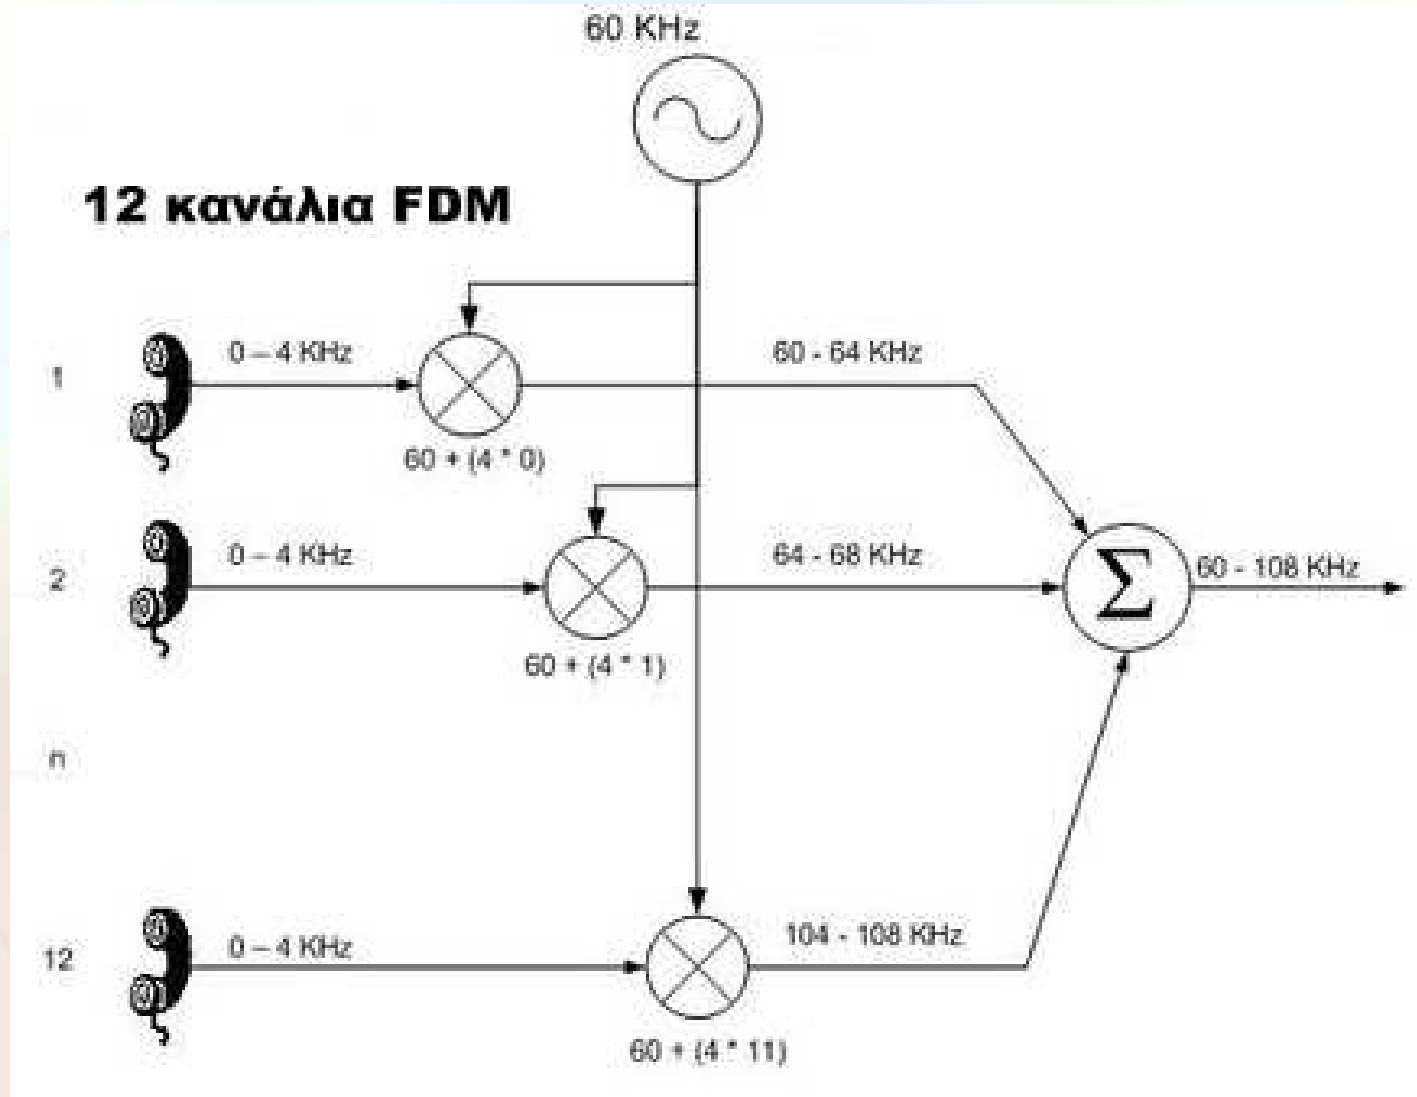 60 KHz
12 κανάλια FDM
1
0 – 4 KHz
60 - 64 KHz
60 + (4 * 0)
2
0 – 4 KHz
64 - 68 KHz
Σ
60 - 108 KHz
60 + (4 * 1)
n
12
0 – 4 KHz
104 - 108 KHz
60 + (4 * 11)